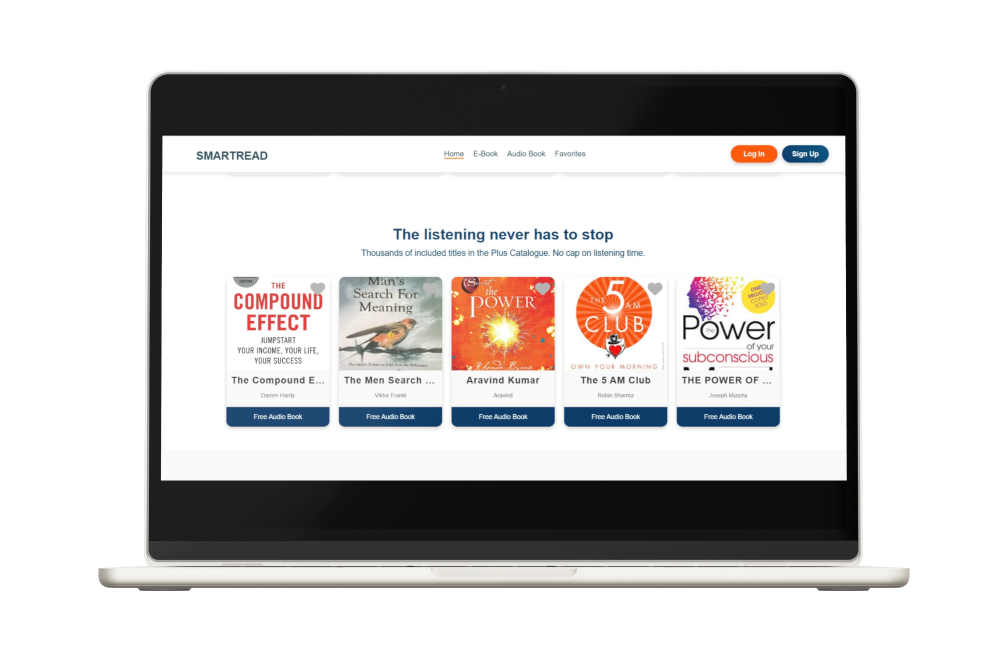 SMARTREAD
Home E-Book Audio Book Favorites
Log In Sign Up
The listening never has to stop
Thousands of included titles in the Plus Catalogue. No cap on listening time.
THE
COMPOUND
EFFECT
JUMPSTART
YOUR INCOME, YOUR LIFE,
YOUR SUCCESS
The Compound E...
Darren Hardy
Free Audio Book
Man's
Search For
Meaning
The Men Search ...
Viktor Frankl
Free Audio Book
Secret
the
POWER
Rhonda Byrne
Aravind Kumar
Aravind
Free Audio Book
THE 5 AM
CLUB
OWN YOUR MORNING
The 5 AM Club
Robin Sharma
Free Audio Book
ONE
MILLION
COPIES
SOLD
the
Power
of your
subconscious
THE POWER OF ...
Joseph Murphy
Free Audio Book